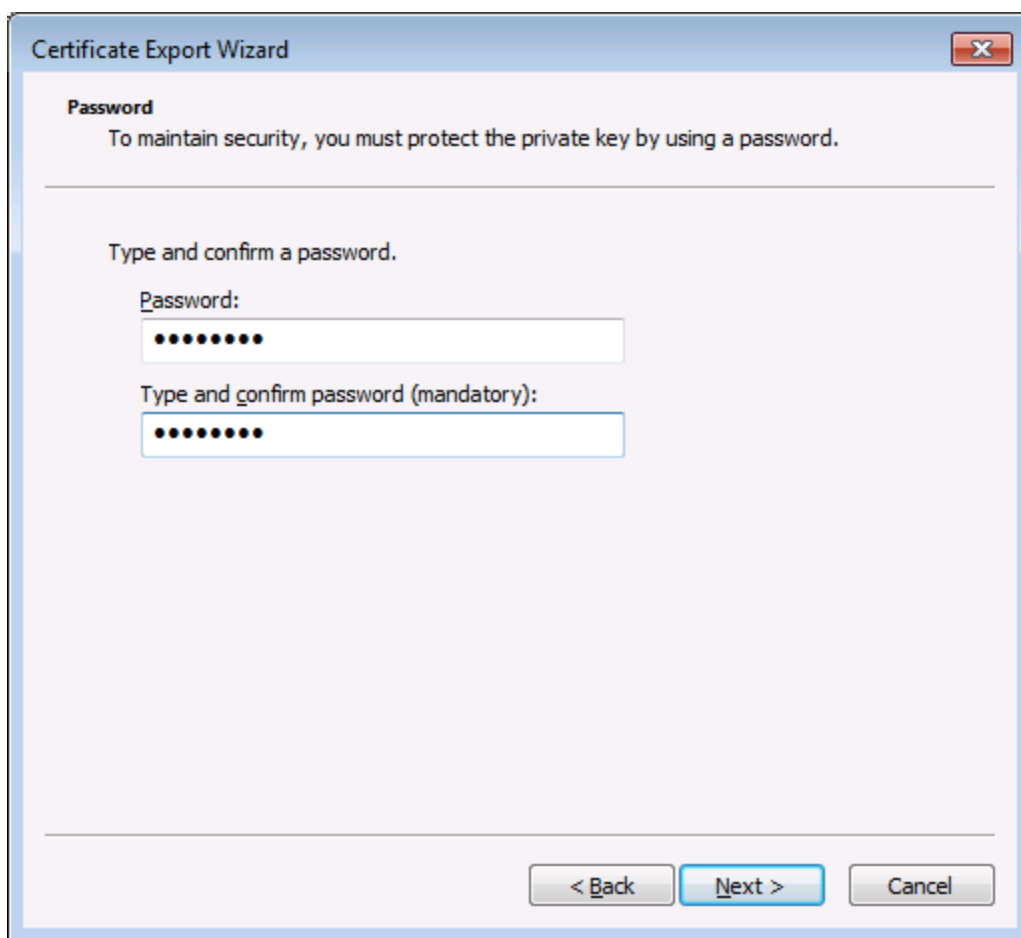 Certificate Export Wizard
Password
To maintain security, you must protect the private key by using a password.
Type and confirm a password.
Password:
••••••••
Type and confirm password (mandatory):
••••••••
< Back Next > Cancel